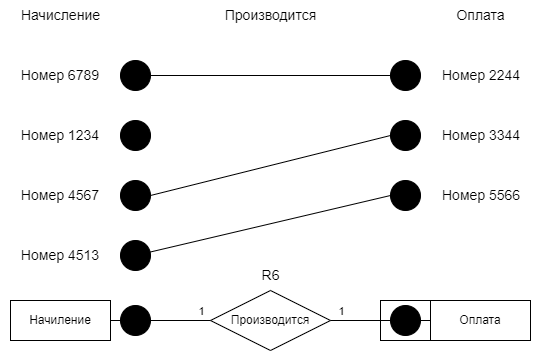 Начисление Производится Оплата
Номер 6789 Номер 2244
Номер 1234 Номер 3344
Номер 4567 Номер 5566
Номер 4513
R6
Начиление 1 Производится 1 Оплата